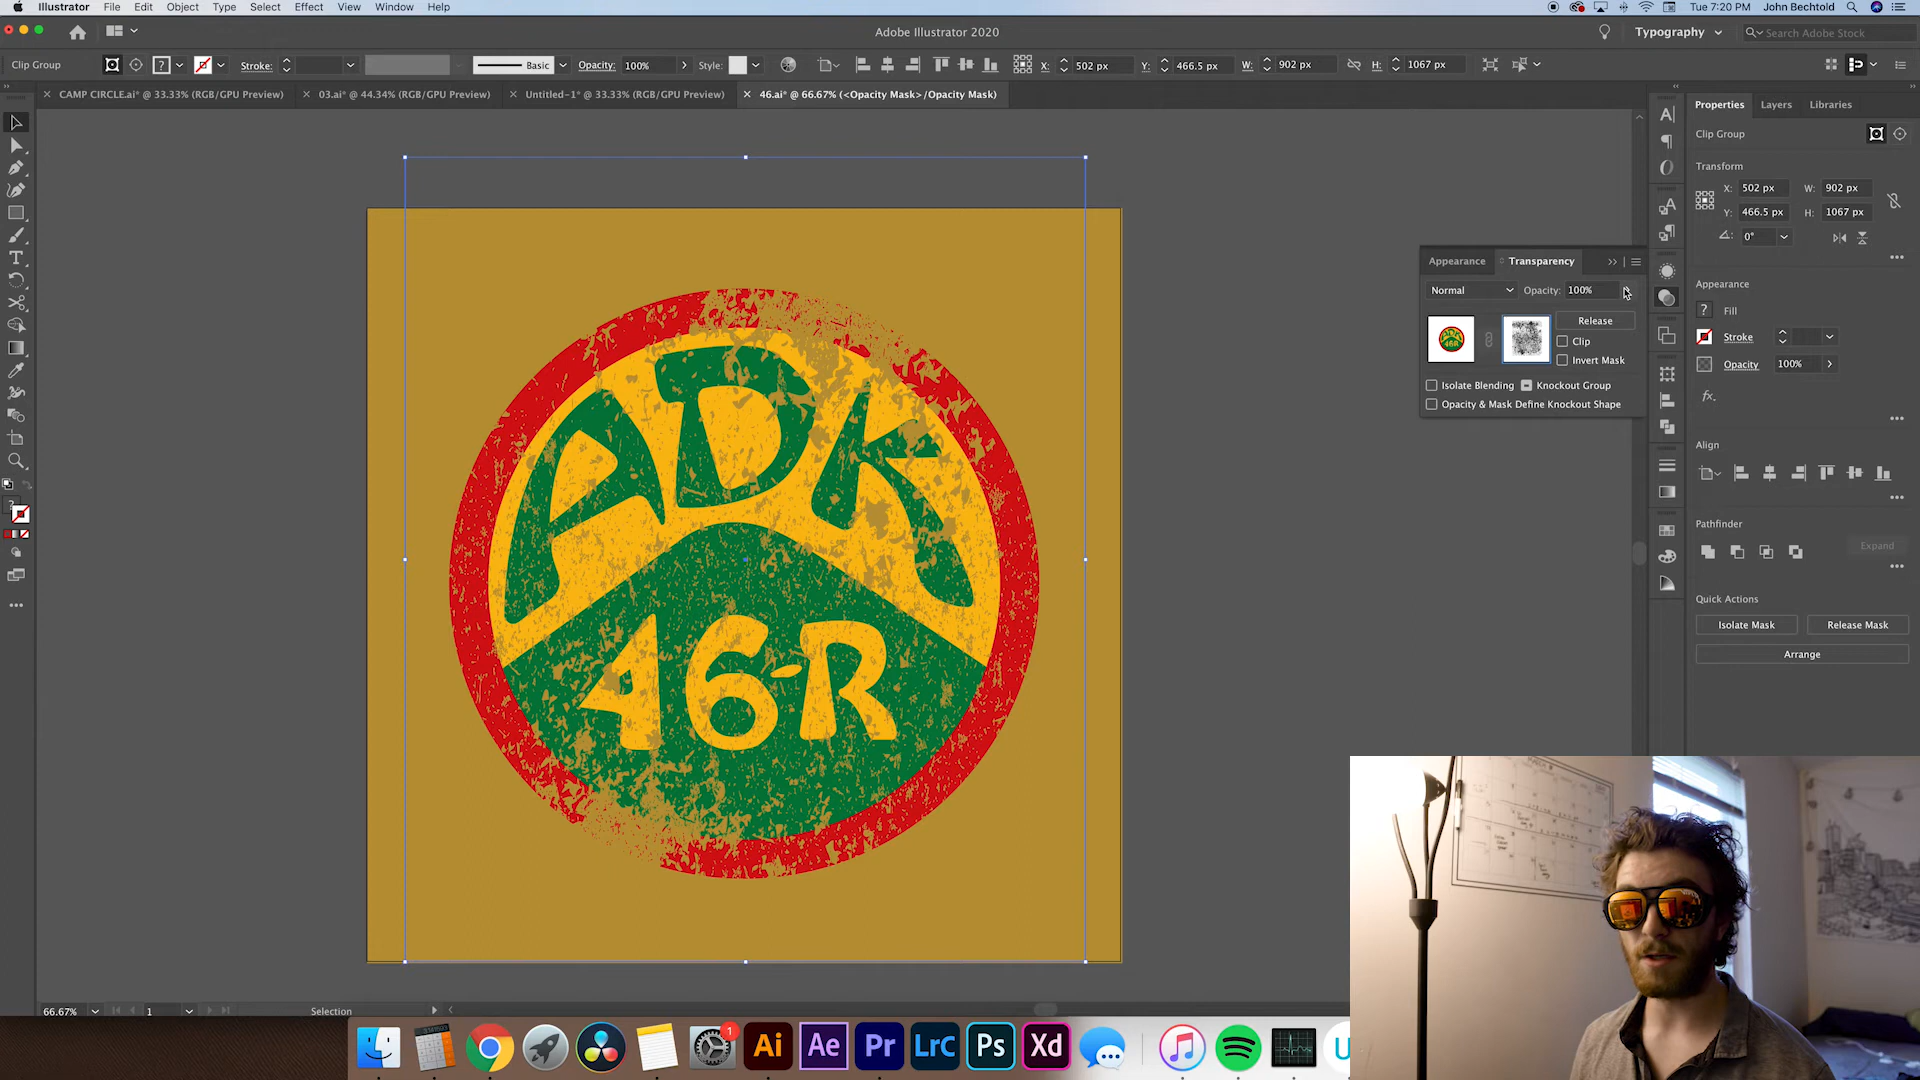 Illustrator File Edit Object Type Select Effect View Window Help
Tue 7:20 PM John Bechtold
Adobe Illustrator 2020
Typography
Search Adobe Stock
Clip Group
Stroke:
Basic
Opacity: 100%
Style:
X: 502 px
Y: 466.5 px
W: 902 px
H: 1067 px
CAMP CIRCLE.ai* @ 33.33% (RGB/GPU Preview)
03.ai* @ 44.34% (RGB/GPU Preview)
Untitled-1* @ 33.33% (RGB/GPU Preview)
46.ai* @ 66.67% (<Opacity Mask>/Opacity Mask)
Properties Layers Libraries
Clip Group
Transform
X: 502 px W: 902 px
Y: 466.5 px H: 1067 px
0°
Appearance
Fill
Stroke
Opacity 100%
fx.
Align
Pathfinder
Expand
Quick Actions
Isolate Mask Release Mask
Arrange
Appearance Transparency
Normal Opacity: 100%
Release
Clip
Invert Mask
Isolate Blending Knockout Group
Opacity & Mask Define Knockout Shape
ADK
46-R
66.67% 1 Selection
1
Ai Ae Pr LrC Ps Xd U